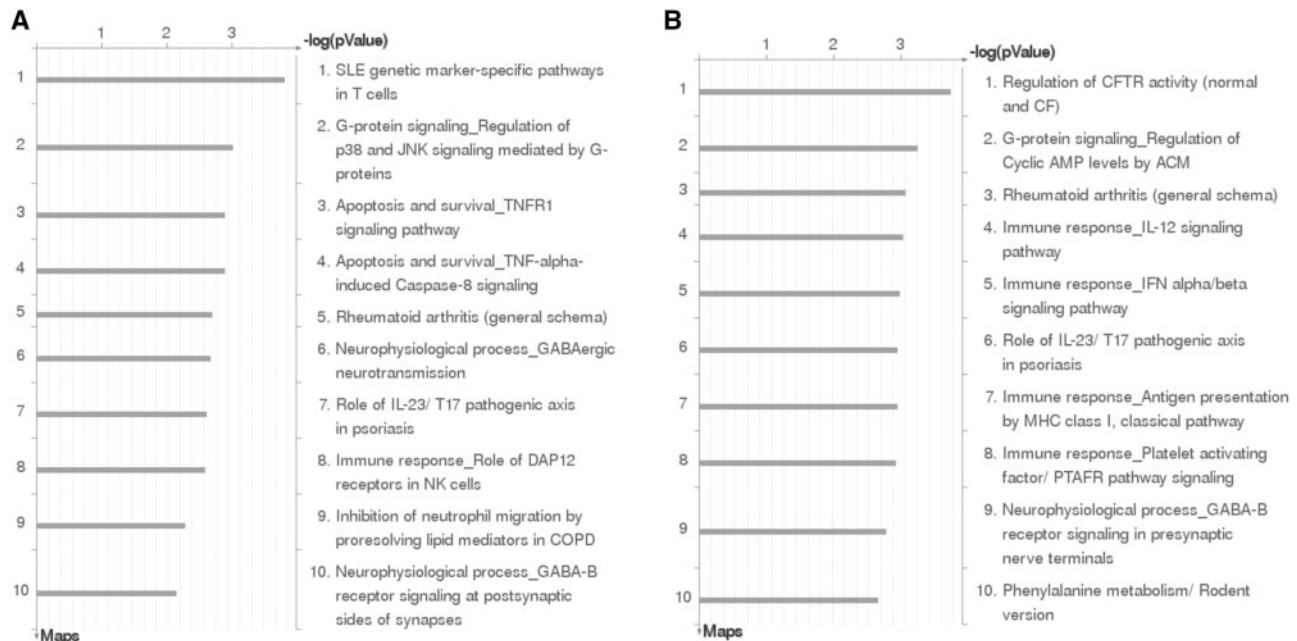 A
1 2 3
-log(pValue)
1
2
3
4
5
6
7
8
9
10
Maps
1. SLE genetic marker-specific pathways
in T cells
2. G-protein signaling_Regulation of
p38 and JNK signaling mediated by G-
proteins
3. Apoptosis and survival_TNFR1
signaling pathway
4. Apoptosis and survival_TNF-alpha-
induced Caspase-8 signaling
5. Rheumatoid arthritis (general schema)
6. Neurophysiological process_GABAergic
neurotransmission
7. Role of IL-23/ T17 pathogenic axis
in psoriasis
8. Immune response_Role of DAP12
receptors in NK cells
9. Inhibition of neutrophil migration by
proresolving lipid mediators in COPD
10. Neurophysiological process_GABA-B
receptor signaling at postsynaptic
sides of synapses
B
1 2 3
-log(pValue)
1
2
3
4
5
6
7
8
9
10
Maps
1. Regulation of CFTR activity (normal
and CF)
2. G-protein signaling_Regulation of
Cyclic AMP levels by ACM
3. Rheumatoid arthritis (general schema)
4. Immune response_IL-12 signaling
pathway
5. Immune response_IFN alpha/beta
signaling pathway
6. Role of IL-23/ T17 pathogenic axis
in psoriasis
7. Immune response_Antigen presentation
by MHC class I, classical pathway
8. Immune response_Platelet activating
factor/ PTAFR pathway signaling
9. Neurophysiological process_GABA-B
receptor signaling in presynaptic
nerve terminals
10. Phenylalanine metabolism/ Rodent
version